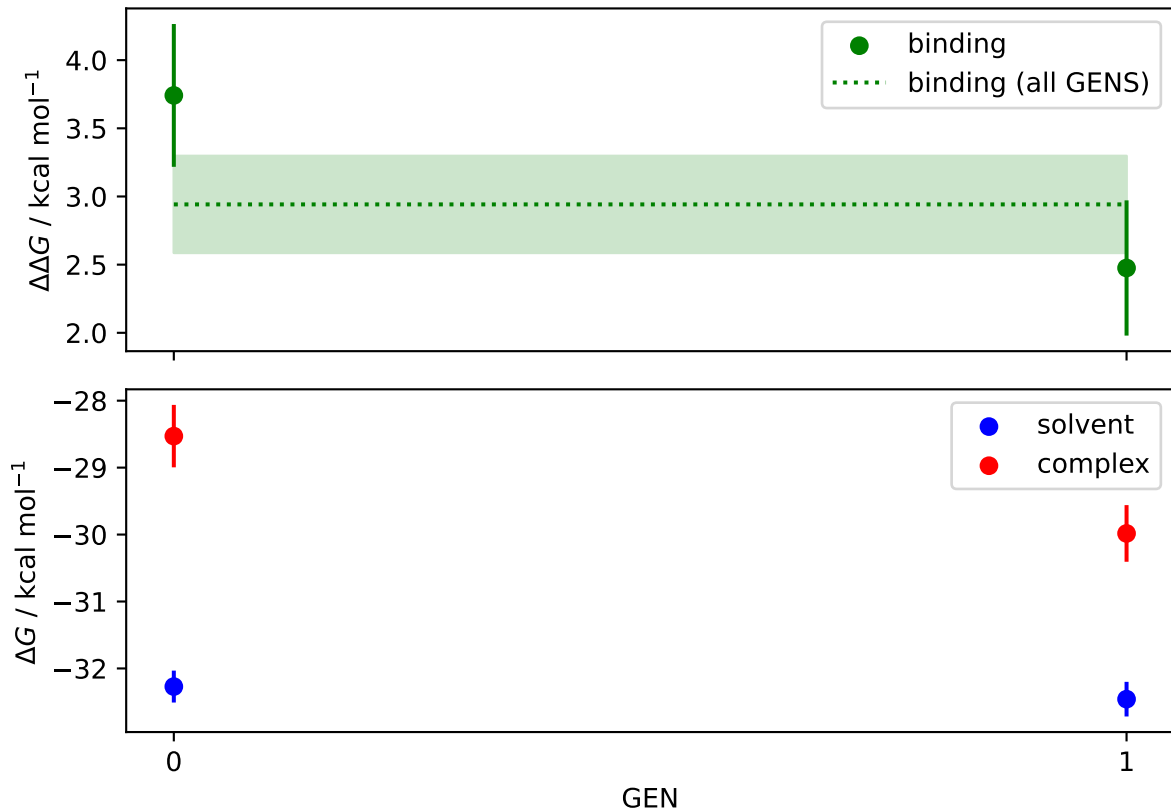 4.0
3.5
3.0
2.5
2.0
ΔΔG / kcal mol⁻¹
binding
binding (all GENS)
−28
−29
−30
−31
−32
ΔG / kcal mol⁻¹
solvent
complex
0
1
GEN